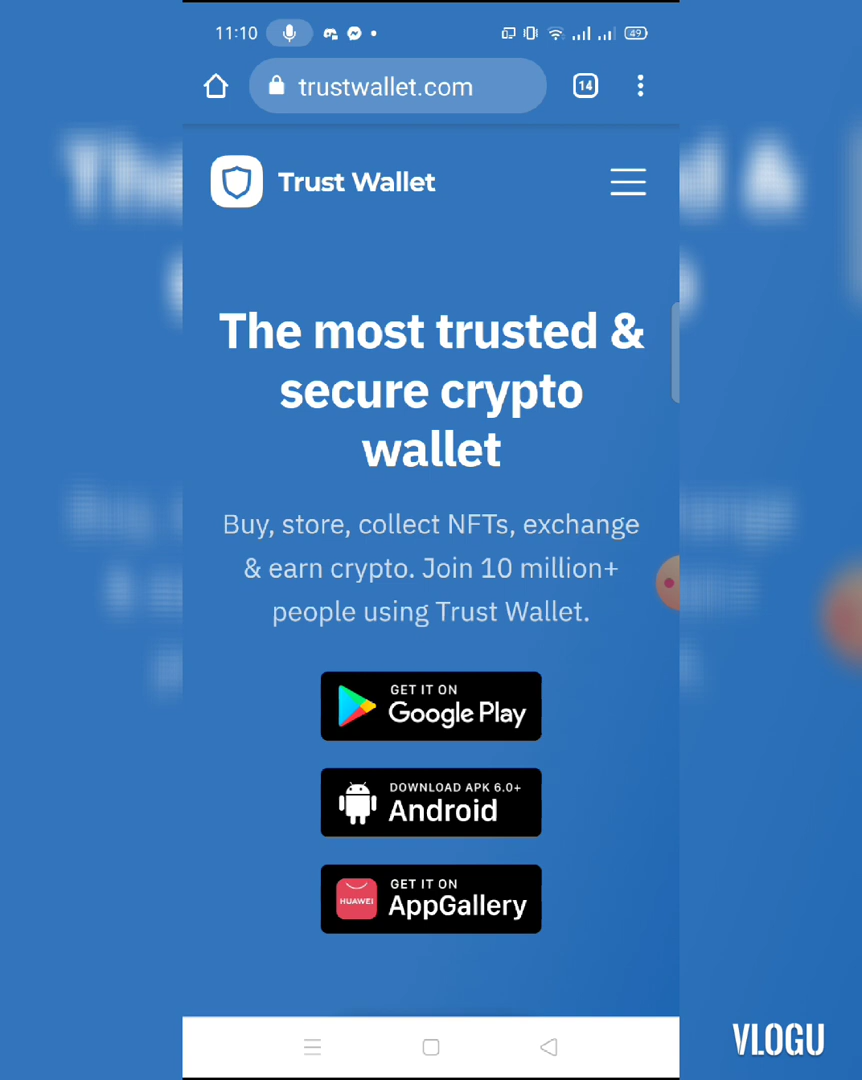 11:10
49
trustwallet.com
14
Trust Wallet
The most trusted &
secure crypto
wallet
Buy, store, collect NFTs, exchange
& earn crypto. Join 10 million+
people using Trust Wallet.
GET IT ON
Google Play
DOWNLOAD APK 6.0+
Android
GET IT ON
HUAWEI
AppGallery
VLOGU